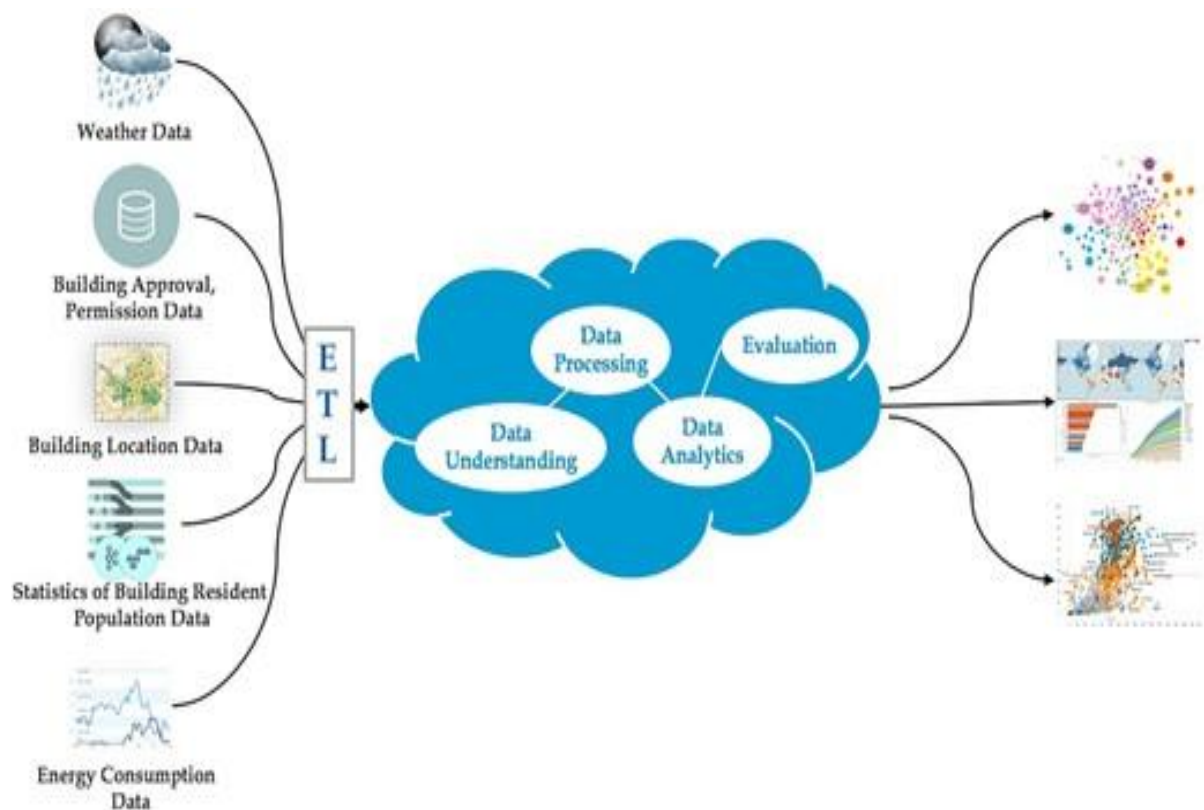 Weather Data
Building Approval,
Permission Data
Building Location Data
Statistics of Building Resident
Population Data
Energy Consumption
Data
E
T
L
Data
Understanding
Data
Processing
Data
Analytics
Evaluation